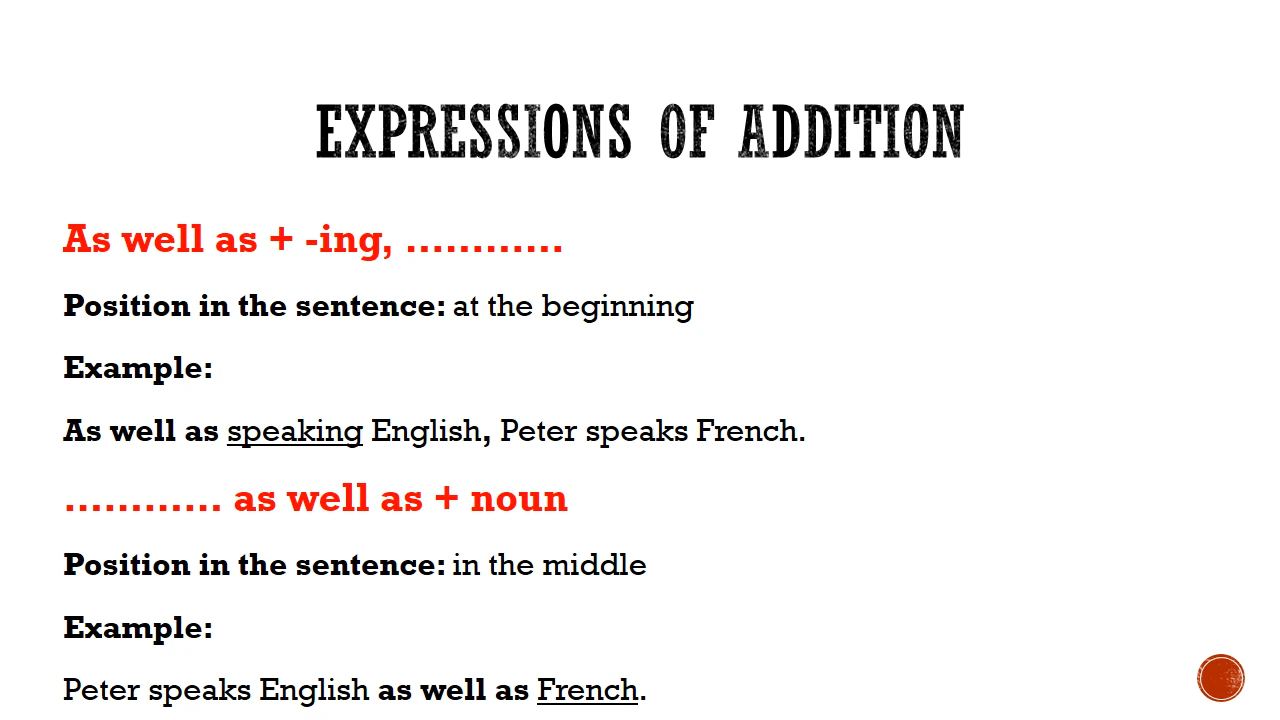 EXPRESSIONS OF ADDITION
As well as + -ing, ............
Position in the sentence: at the beginning
Example:
As well as speaking English, Peter speaks French.
............ as well as + noun
Position in the sentence: in the middle
Example:
Peter speaks English as well as French.